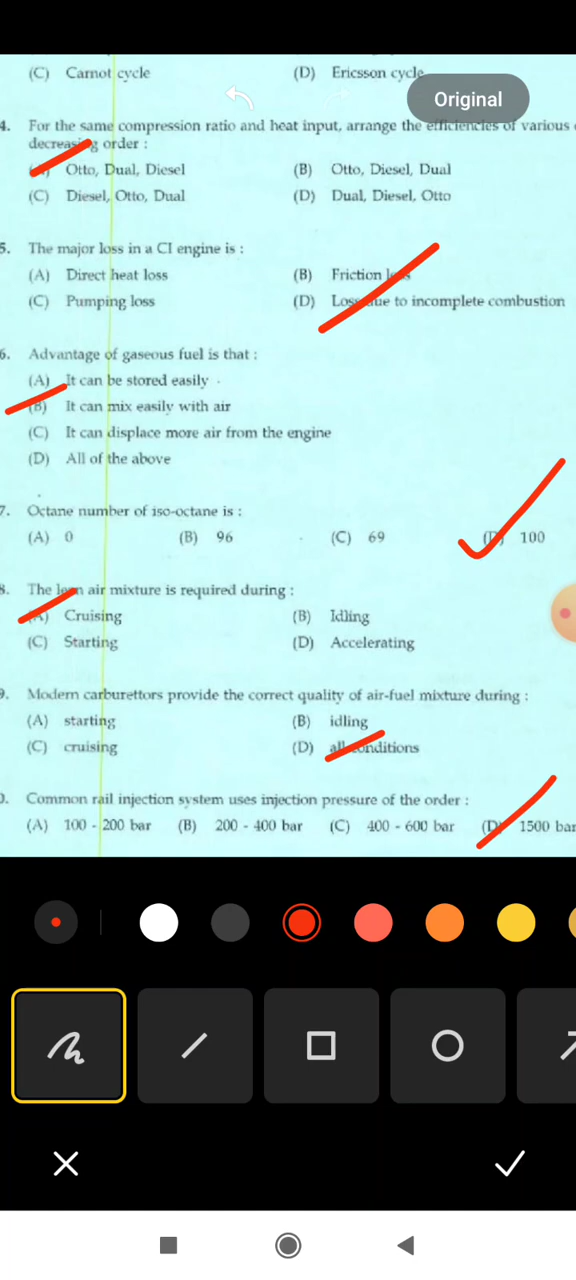 (C) Carnot cycle (D) Ericsson cycle
Original
4. For the same compression ratio and heat input, arrange the efficiencies of various
decreasing order :
(A) Otto, Dual, Diesel (B) Otto, Diesel, Dual
(C) Diesel, Otto, Dual (D) Dual, Diesel, Otto
5. The major loss in a CI engine is :
(A) Direct heat loss (B) Friction loss
(C) Pumping loss (D) Loss due to incomplete combustion
6. Advantage of gaseous fuel is that :
(A) It can be stored easily
(B) It can mix easily with air
(C) It can displace more air from the engine
(D) All of the above
7. Octane number of iso-octane is :
(A) 0 (B) 96 (C) 69 (D) 100
8. The lean air mixture is required during :
(A) Cruising (B) Idling
(C) Starting (D) Accelerating
9. Modern carburettors provide the correct quality of air-fuel mixture during :
(A) starting (B) idling
(C) cruising (D) all conditions
0. Common rail injection system uses injection pressure of the order :
(A) 100 - 200 bar (B) 200 - 400 bar (C) 400 - 600 bar (D) 1500 bar